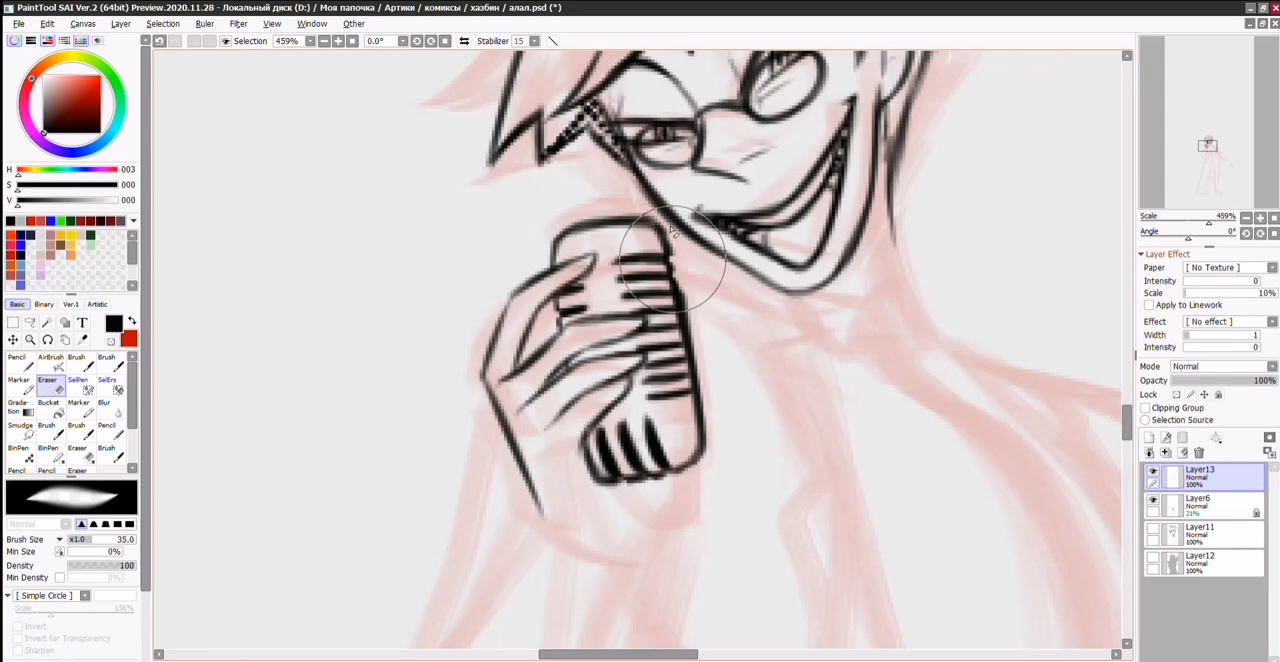 PaintTool SAI Ver.2 (64bit) Preview.2020.11.28 - Локальный диск (D:) / Моя папочка / Артики / комиксы / хазбин / алал.psd (*)
File Edit Canvas Layer Selection Ruler Filter View Window Other
Selection 459% 0.0° Stabilizer 15
H 003
S 000
V 000
Basic Binary Ver.1 Artistic
T
Pencil AirBrush Brush Brush
Marker Eraser SelPen SelErs
Grada-tion Bucket Marker Blur
Smudge Brush Brush Pencil
BinPen BinPen Eraser Brush
Pencil Pencil Eraser
Normal
Brush Size x1.0 35.0
Min Size 0%
Density 100
Min Density 0%
[ Simple Circle ]
Scale 156%
Invert
Invert for Transparency
Sharpen
Scale 459%
Angle 0°
Layer Effect
Paper [ No Texture ]
Intensity 0
Scale 10%
Apply to Linework
Effect [ No effect ]
Width 1
Intensity 0
Mode Normal
Opacity 100%
Lock
Clipping Group
Selection Source
Layer13
Normal
100%
Layer6
Normal
21%
Layer11
Normal
100%
Layer12
Normal
100%